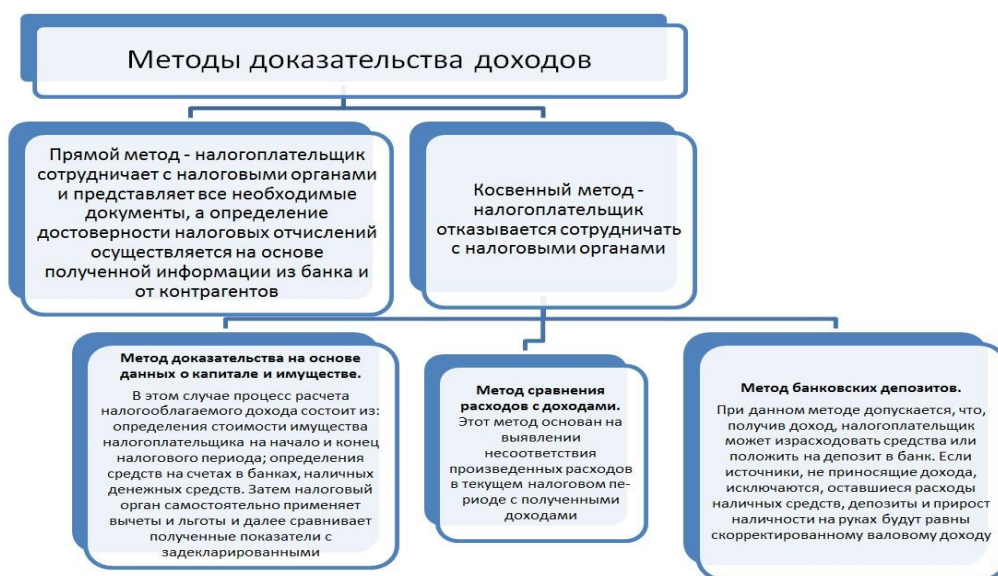 Методы доказательства доходов
Прямой метод - налогоплательщик
сотрудничает с налоговыми органами
и представляет все необходимые
документы, а определение
достоверности налоговых отчислений
осуществляется на основе
полученной информации из банка и
от контрагентов
Косвенный метод -
налогоплательщик
отказывается сотрудничать
с налоговыми органами
Метод доказательства на основе
данных о капитале и имуществе.
В этом случае процесс расчета
налогооблагаемого дохода состоит из:
определения стоимости имущества
налогоплательщика на начало и конец
налогового периода; определения
средств на счетах в банках, наличных
денежных средств. Затем налоговый
орган самостоятельно применяет
вычеты и льготы и далее сравнивает
полученные показатели с
задекларированными
Метод сравнения
расходов с доходами.
Этот метод основан на
выявлении
несоответствия
произведенных расходов
в текущем налоговом пе-
риоде с полученными
доходами
Метод банковских депозитов.
При данном методе допускается, что,
получив доход, налогоплательщик
может израсходовать средства или
положить на депозит в банк. Если
источники, не приносящие дохода,
исключаются, оставшиеся расходы
наличных средств, депозиты и прирост
наличности на руках будут равны
скорректированному валовому доходу